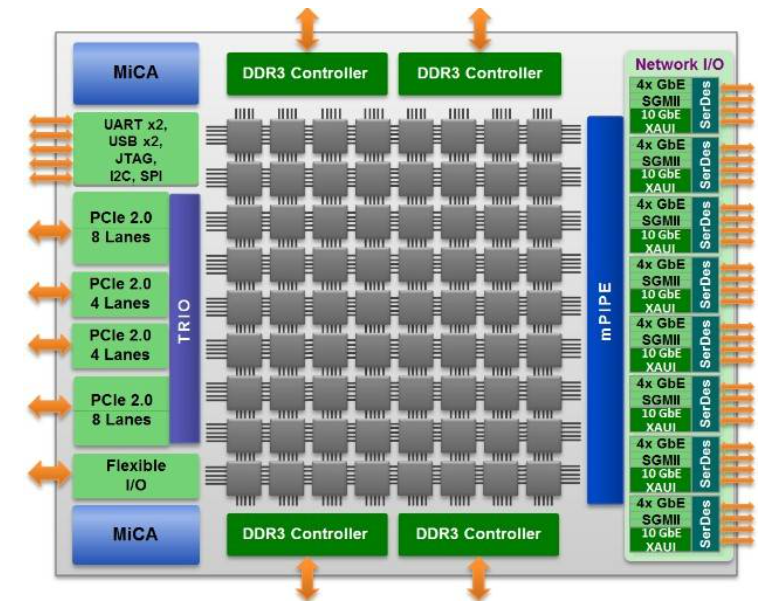 MiCA
DDR3 Controller
DDR3 Controller
Network I/O
UART x2,
USB x2,
JTAG,
I2C, SPI
PCIe 2.0
8 Lanes
PCIe 2.0
4 Lanes
PCIe 2.0
4 Lanes
PCIe 2.0
8 Lanes
TRIO
Flexible
I/O
MiCA
DDR3 Controller
DDR3 Controller
mPIPE
4x GbE
SGMII
10 GbE
XAUI
SerDes
4x GbE
SGMII
10 GbE
XAUI
SerDes
4x GbE
SGMII
10 GbE
XAUI
SerDes
4x GbE
SGMII
10 GbE
XAUI
SerDes
4x GbE
SGMII
10 GbE
XAUI
SerDes
4x GbE
SGMII
10 GbE
XAUI
SerDes
4x GbE
SGMII
10 GbE
XAUI
SerDes
4x GbE
SGMII
10 GbE
XAUI
SerDes